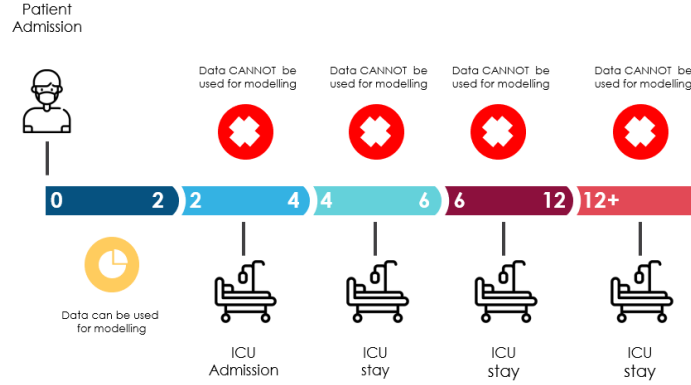 Patient
Admission
Data CANNOT be
used for modelling
Data CANNOT be
used for modelling
Data CANNOT be
used for modelling
Data CANNOT be
used for modelling
0 2
2 4
4 6
6 12
12+
Data can be used
for modelling
ICU
Admission
ICU
stay
ICU
stay
ICU
stay